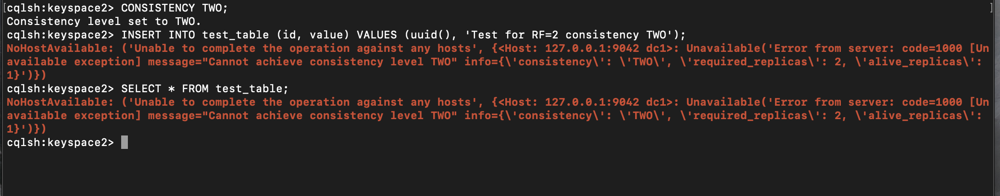 [cqlsh:keyspace2> CONSISTENCY TWO; ]
Consistency level set to TWO.
cqlsh:keyspace2> INSERT INTO test_table (id, value) VALUES (uuid(), 'Test for RF=2 consistency TWO');
NoHostAvailable: ('Unable to complete the operation against any hosts', {<Host: 127.0.0.1:9042 dc1>: Unavailable('Error from server: code=1000 [Un
available exception] message="Cannot achieve consistency level TWO" info={\'consistency\': \'TWO\', \'required_replicas\': 2, \'alive_replicas\':
1}')})
cqlsh:keyspace2> SELECT * FROM test_table;
NoHostAvailable: ('Unable to complete the operation against any hosts', {<Host: 127.0.0.1:9042 dc1>: Unavailable('Error from server: code=1000 [Un
available exception] message="Cannot achieve consistency level TWO" info={\'consistency\': \'TWO\', \'required_replicas\': 2, \'alive_replicas\':
1}')})
cqlsh:keyspace2>